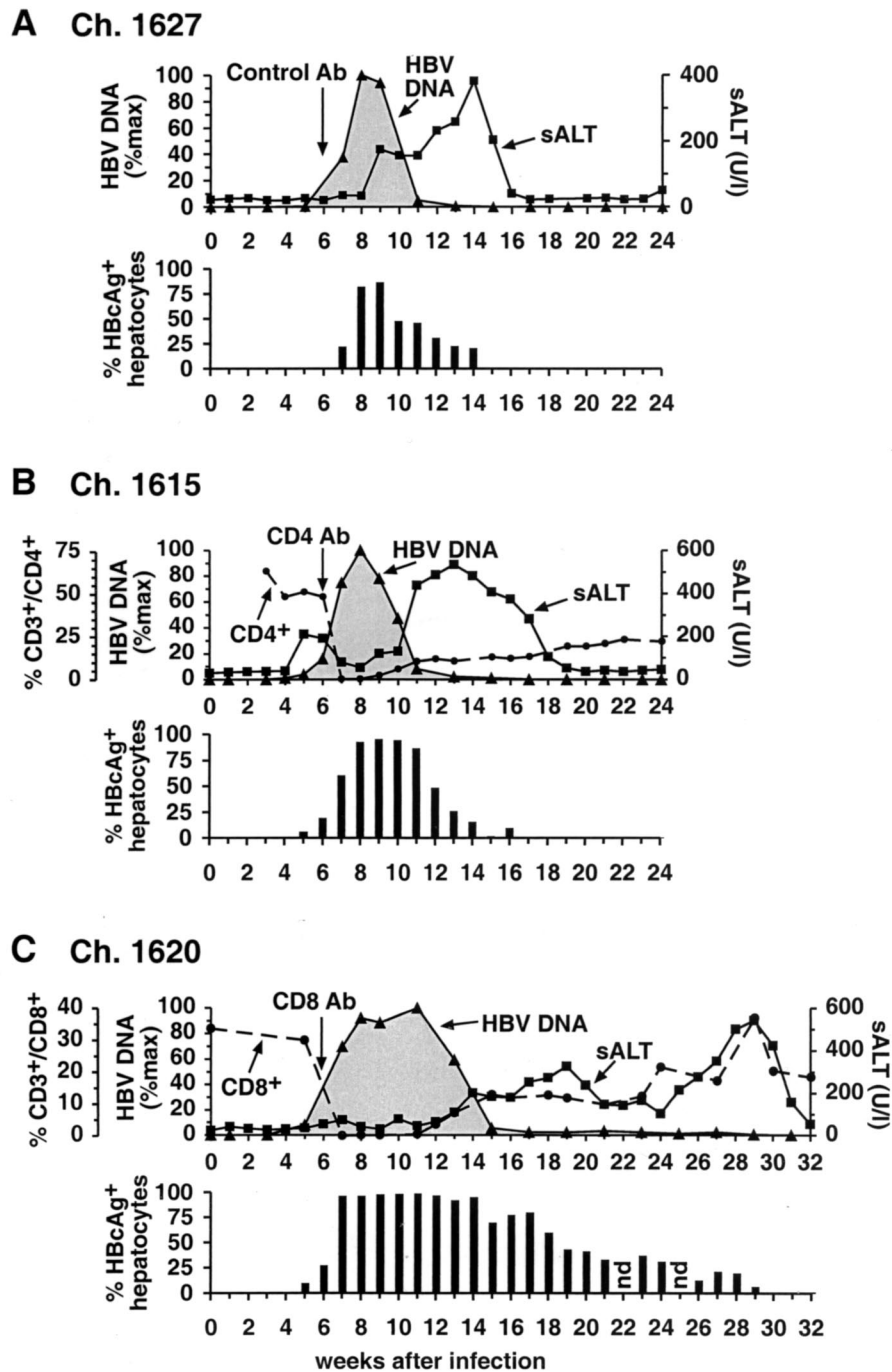 A Ch. 1627
Control Ab
HBV
DNA
sALT
HBV DNA
(%max)
100
80
60
40
20
0
400
200
0
sALT (U/l)
0 2 4 6 8 10 12 14 16 18 20 22 24
% HBcAg+
hepatocytes
100
75
50
25
0
0 2 4 6 8 10 12 14 16 18 20 22 24
B Ch. 1615
CD4 Ab
HBV DNA
CD4+
sALT
% CD3+/CD4+
75
50
25
0
HBV DNA
(%max)
100
80
60
40
20
0
600
400
200
0
sALT (U/l)
0 2 4 6 8 10 12 14 16 18 20 22 24
% HBcAg+
hepatocytes
100
75
50
25
0
0 2 4 6 8 10 12 14 16 18 20 22 24
C Ch. 1620
CD8 Ab
HBV DNA
CD8+
sALT
% CD3+/CD8+
40
30
20
10
0
HBV DNA
(%max)
100
80
60
40
20
0
600
400
200
0
sALT (U/l)
0 2 4 6 8 10 12 14 16 18 20 22 24 26 28 30 32
% HBcAg+
hepatocytes
100
75
50
25
0
nd
nd
0 2 4 6 8 10 12 14 16 18 20 22 24 26 28 30 32
weeks after infection